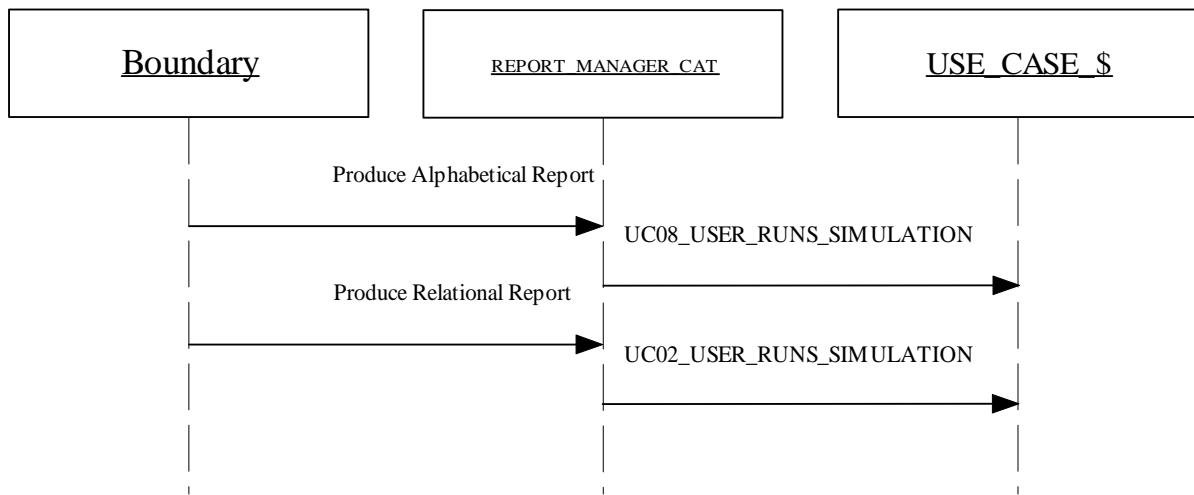 Boundary
REPORT_MANAGER_CAT
USE_CASE_$
Produce Alphabetical Report
UC08_USER_RUNS_SIMULATION
Produce Relational Report
UC02_USER_RUNS_SIMULATION